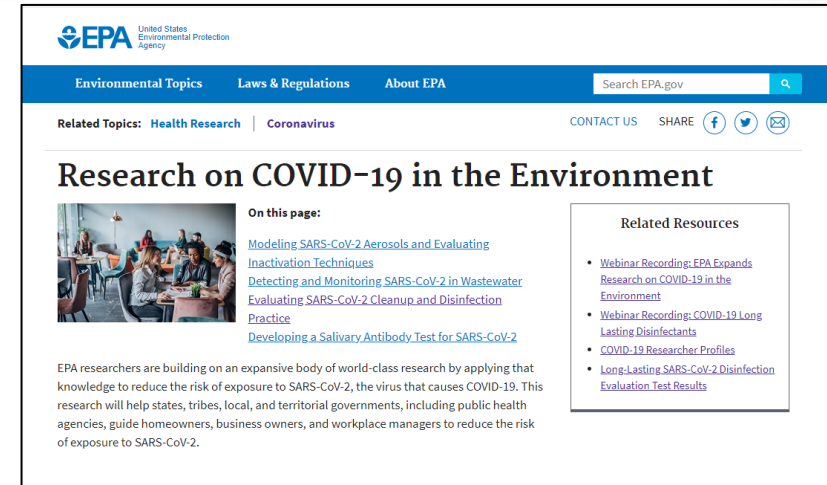 EPA
United States
Environmental Protection
Agency
Environmental Topics
Laws & Regulations
About EPA
Search EPA.gov
Related Topics: Health Research | Coronavirus
CONTACT US
SHARE
Research on COVID-19 in the Environment
On this page:
Modeling SARS-CoV-2 Aerosols and Evaluating
Inactivation Techniques
Detecting and Monitoring SARS-CoV-2 in Wastewater
Evaluating SARS-CoV-2 Cleanup and Disinfection
Practice
Developing a Salivary Antibody Test for SARS-CoV-2
EPA researchers are building on an expansive body of world-class research by applying that
knowledge to reduce the risk of exposure to SARS-CoV-2, the virus that causes COVID-19. This
research will help states, tribes, local, and territorial governments, including public health
agencies, guide homeowners, business owners, and workplace managers to reduce the risk
of exposure to SARS-CoV-2.
Related Resources
• Webinar Recording: EPA Expands
Research on COVID-19 in the
Environment
• Webinar Recording: COVID-19 Long
Lasting Disinfectants
• COVID-19 Researcher Profiles
• Long-Lasting SARS-CoV-2 Disinfection
Evaluation Test Results